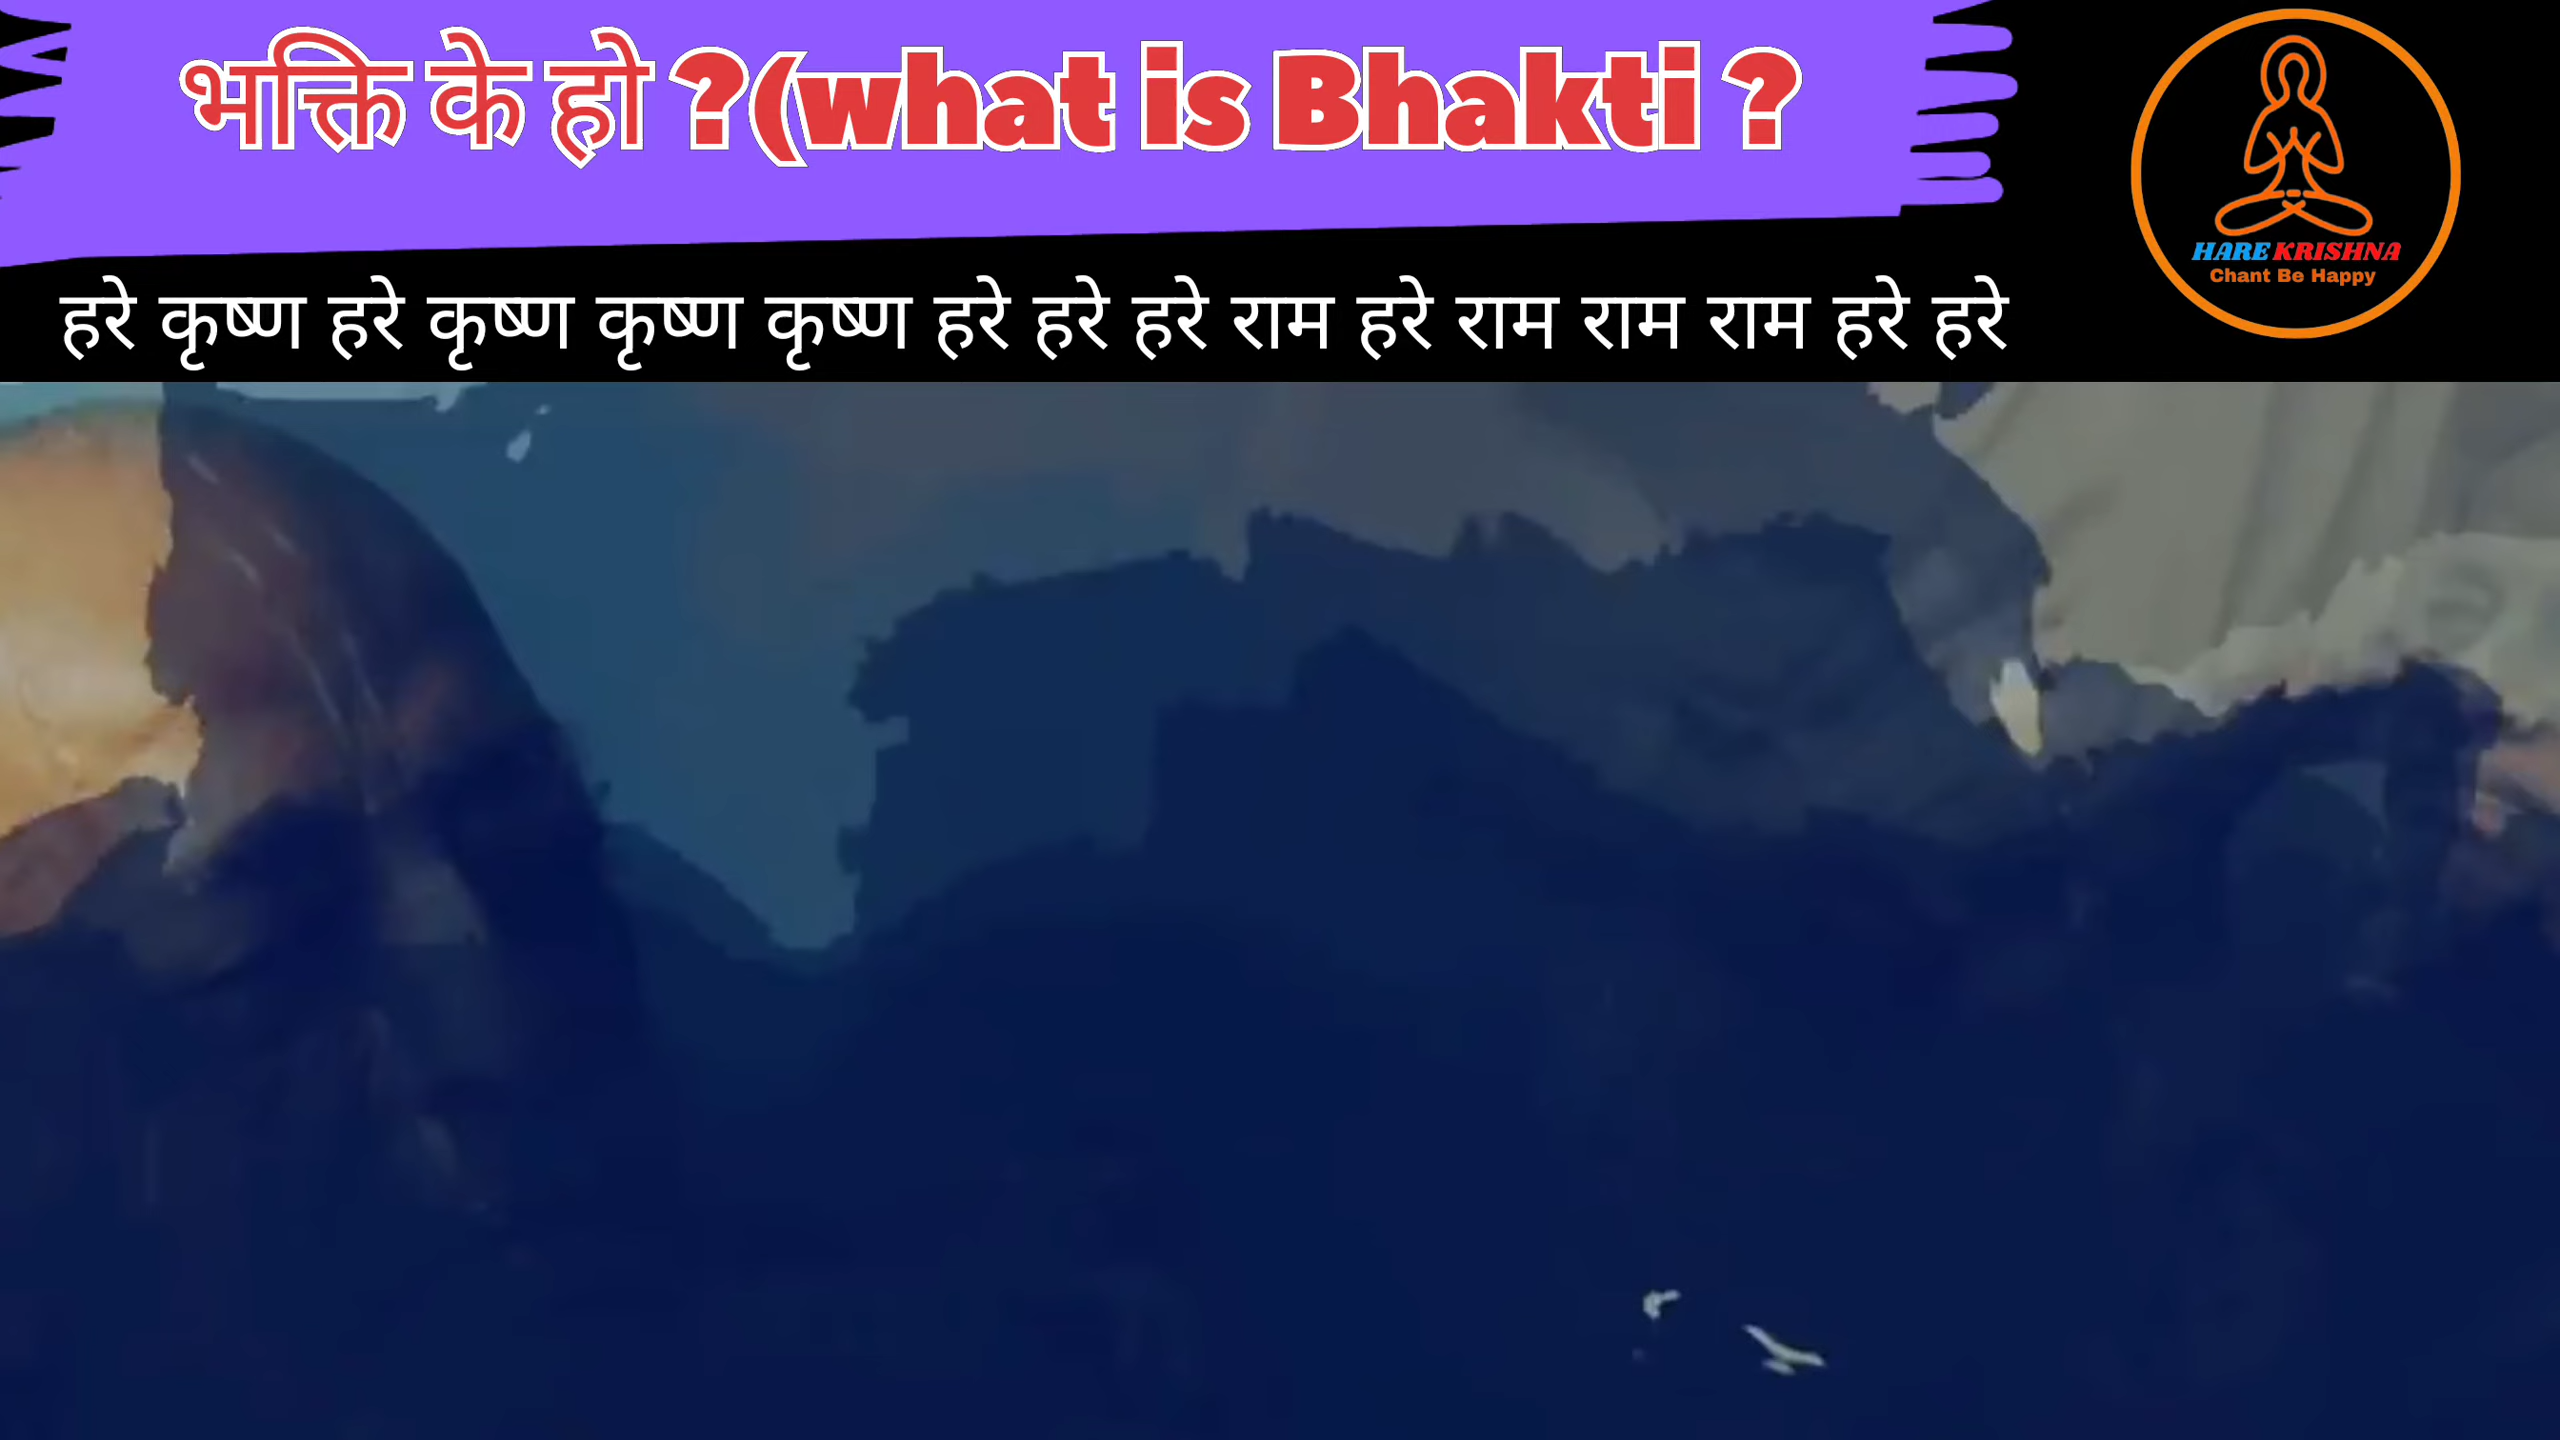 भक्ति के हो ?(what is Bhakti ?
HARE KRISHNA
Chant Be Happy
हरे कृष्ण हरे कृष्ण कृष्ण कृष्ण हरे हरे हरे राम हरे राम राम राम हरे हरे